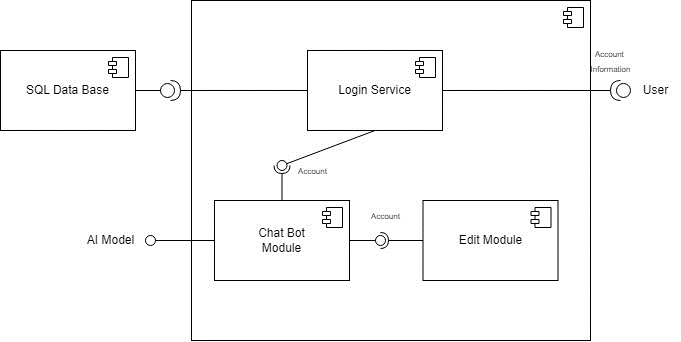 Account
Information
SQL Data Base
Login Service
User
Account
Account
AI Model
Chat Bot
Module
Edit Module